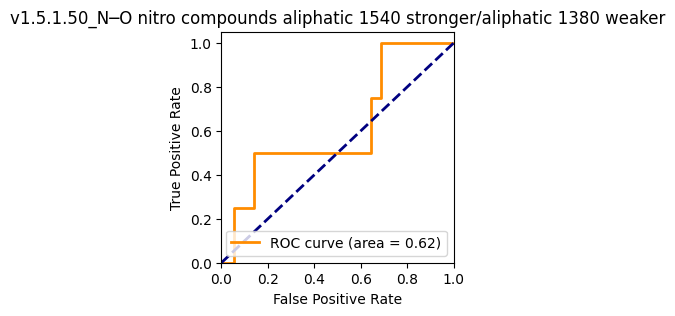 v1.5.1.50_N─O nitro compounds aliphatic 1540 stronger/aliphatic 1380 weaker
1.0
0.8
0.6
0.4
0.2
0.0
True Positive Rate
ROC curve (area = 0.62)
0.0 0.2 0.4 0.6 0.8 1.0
False Positive Rate